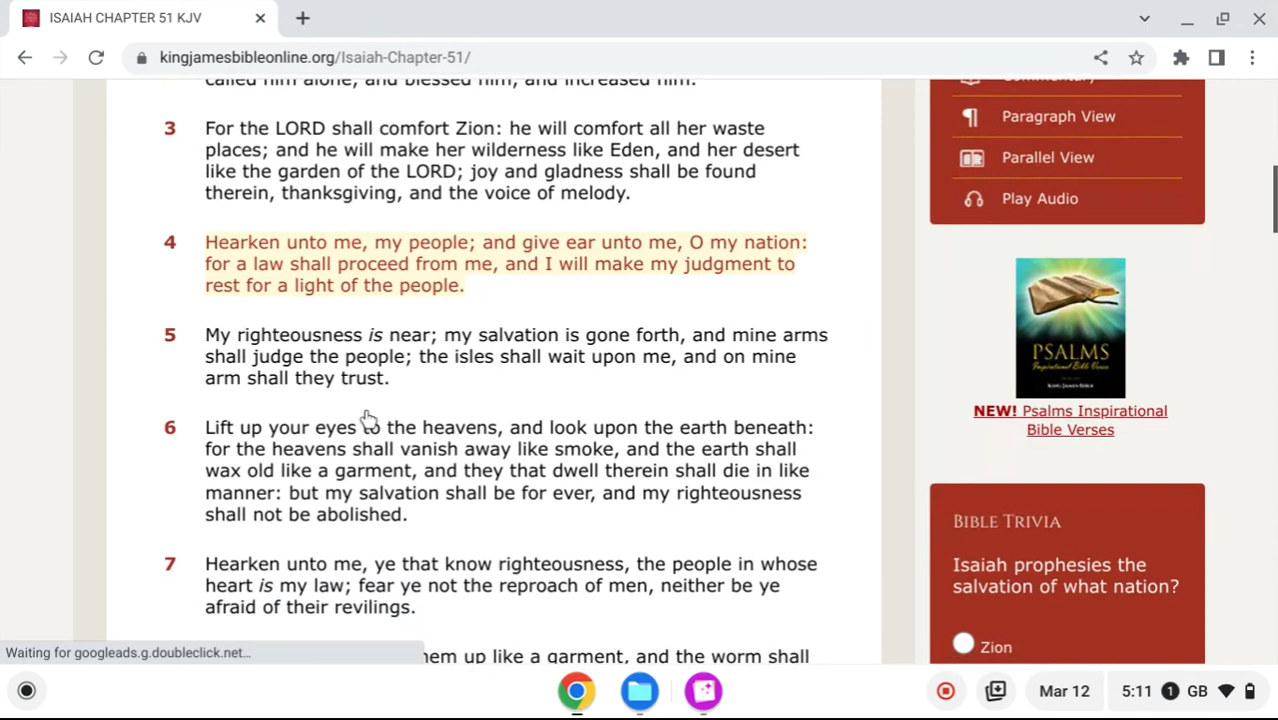 ISAIAH CHAPTER 51 KJV
kingjamesbibleonline.org/Isaiah-Chapter-51/
called him alone, and blessed him, and increased him.
3 For the LORD shall comfort Zion: he will comfort all her waste
places; and he will make her wilderness like Eden, and her desert
like the garden of the LORD; joy and gladness shall be found
therein, thanksgiving, and the voice of melody.
4 Hearken unto me, my people; and give ear unto me, O my nation:
for a law shall proceed from me, and I will make my judgment to
rest for a light of the people.
5 My righteousness is near; my salvation is gone forth, and mine arms
shall judge the people; the isles shall wait upon me, and on mine
arm shall they trust.
6 Lift up your eyes to the heavens, and look upon the earth beneath:
for the heavens shall vanish away like smoke, and the earth shall
wax old like a garment, and they that dwell therein shall die in like
manner: but my salvation shall be for ever, and my righteousness
shall not be abolished.
7 Hearken unto me, ye that know righteousness, the people in whose
heart is my law; fear ye not the reproach of men, neither be ye
afraid of their revilings.
them up like a garment, and the worm shall
Commentary
Paragraph View
Parallel View
Play Audio
PSALMS
Inspirational Bible Verses
KING JAMES BIBLE
NEW! Psalms Inspirational
Bible Verses
BIBLE TRIVIA
Isaiah prophesies the
salvation of what nation?
Zion
Waiting for googleads.g.doubleclick.net...
Mar 12
5:11 1 GB